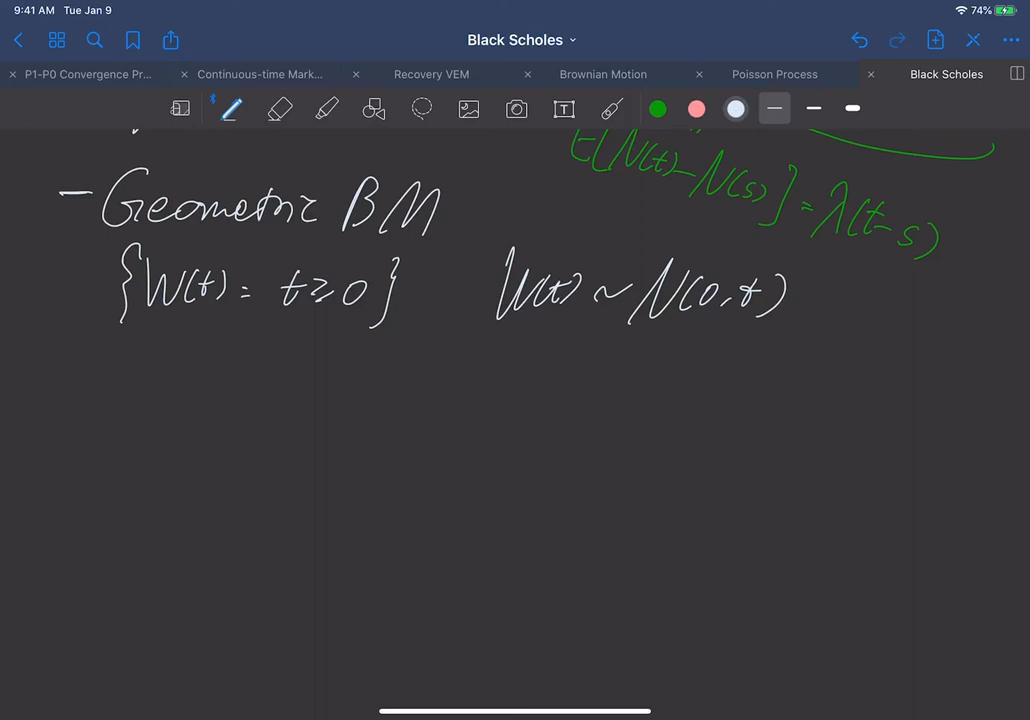 9:41 AM Tue Jan 9
74%
Black Scholes
P1-P0 Convergence Pr...
Continuous-time Mark...
Recovery VEM
Brownian Motion
Poisson Process
Black Scholes
E[N(t)-N(s)] = λ(t-s)
- Geometric BM
{W(t): t≥0} W(t) ~ N(0,t)